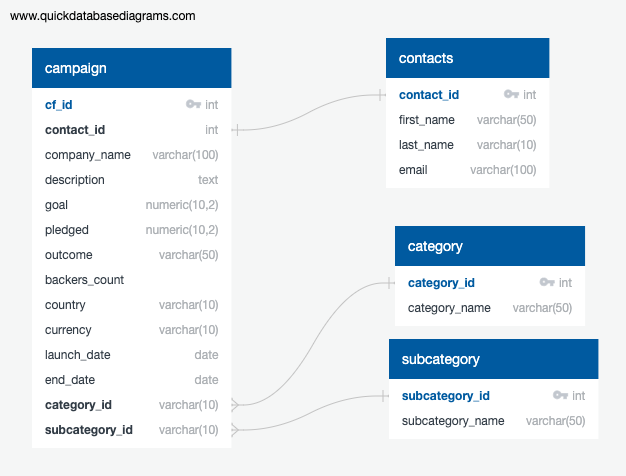 www.quickdatabasediagrams.com
campaign
cf_id int
contact_id int
company_name varchar(100)
description text
goal numeric(10,2)
pledged numeric(10,2)
outcome varchar(50)
backers_count
country varchar(10)
currency varchar(10)
launch_date date
end_date date
category_id varchar(10)
subcategory_id varchar(10)
contacts
contact_id int
first_name varchar(50)
last_name varchar(10)
email varchar(100)
category
category_id int
category_name varchar(50)
subcategory
subcategory_id int
subcategory_name varchar(50)